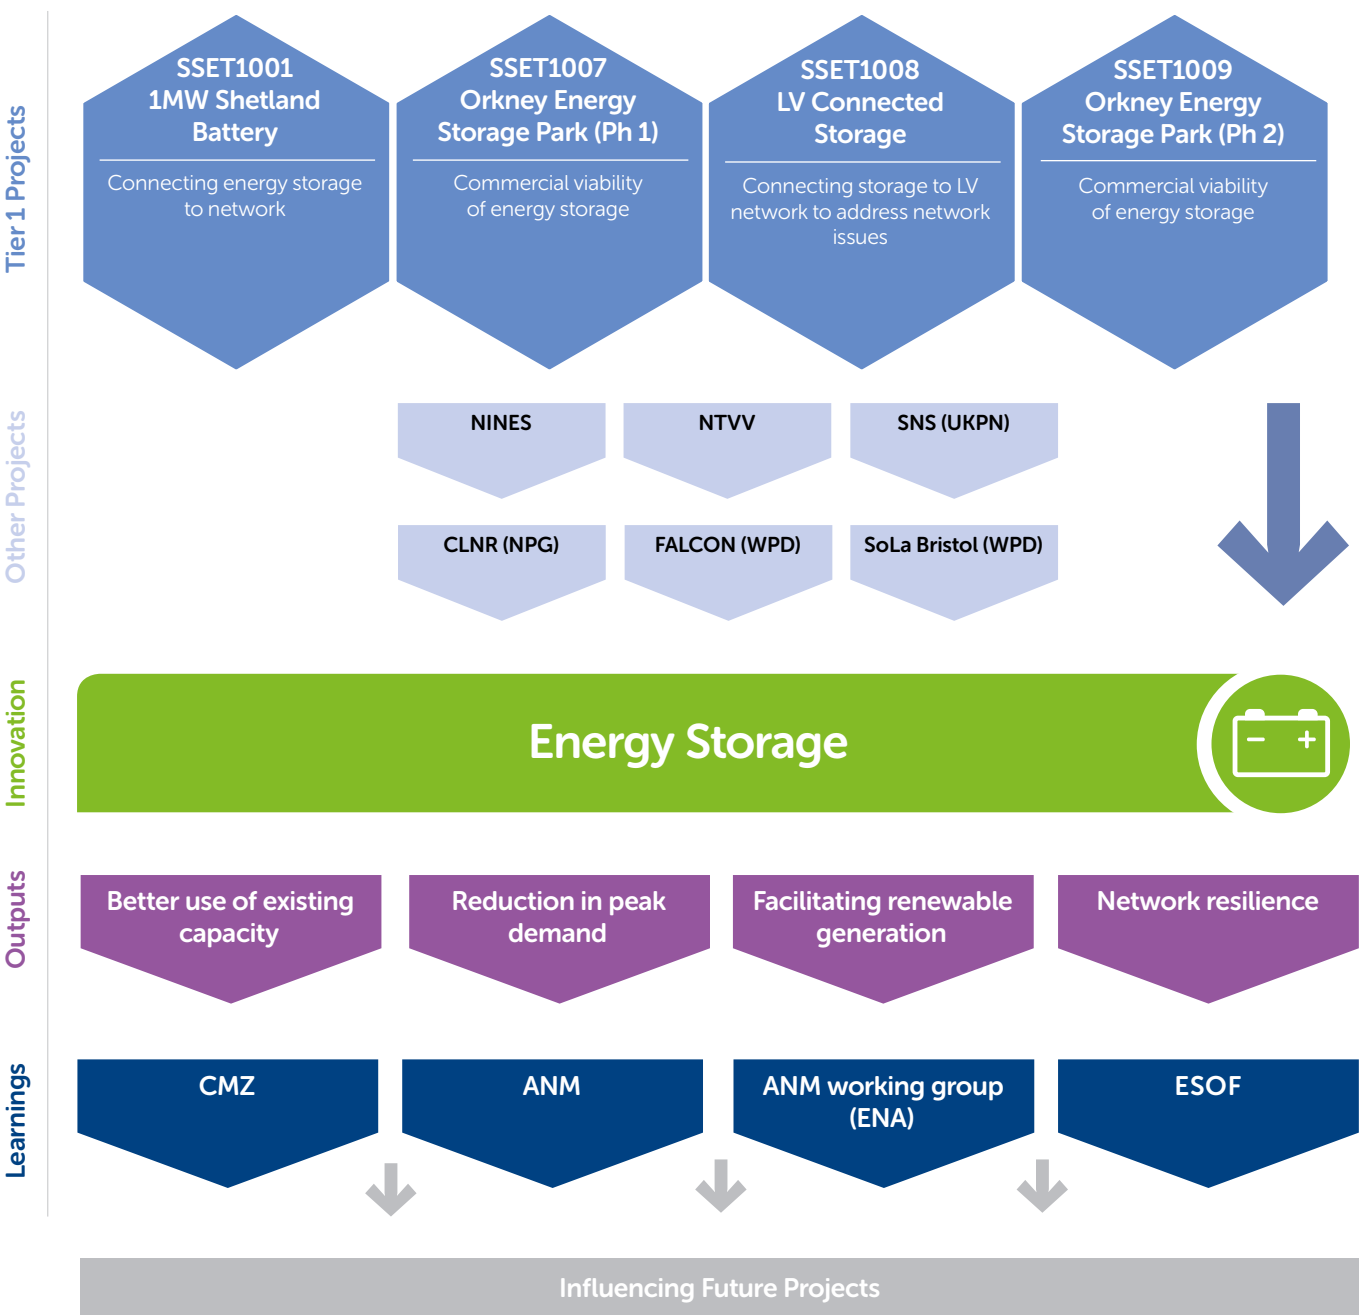 Tier 1 Projects
SSET1001
1MW Shetland
Battery
Connecting energy storage
to network
SSET1007
Orkney Energy
Storage Park (Ph 1)
Commercial viability
of energy storage
SSET1008
LV Connected
Storage
Connecting storage to LV
network to address network
issues
SSET1009
Orkney Energy
Storage Park (Ph 2)
Commercial viability
of energy storage
Other Projects
NINES
NTVV
SNS (UKPN)
CLNR (NPG)
FALCON (WPD)
SoLa Bristol (WPD)
Innovation
Energy Storage
Outputs
Better use of existing
capacity
Reduction in peak
demand
Facilitating renewable
generation
Network resilience
Learnings
CMZ
ANM
ANM working group
(ENA)
ESOF
Influencing Future Projects